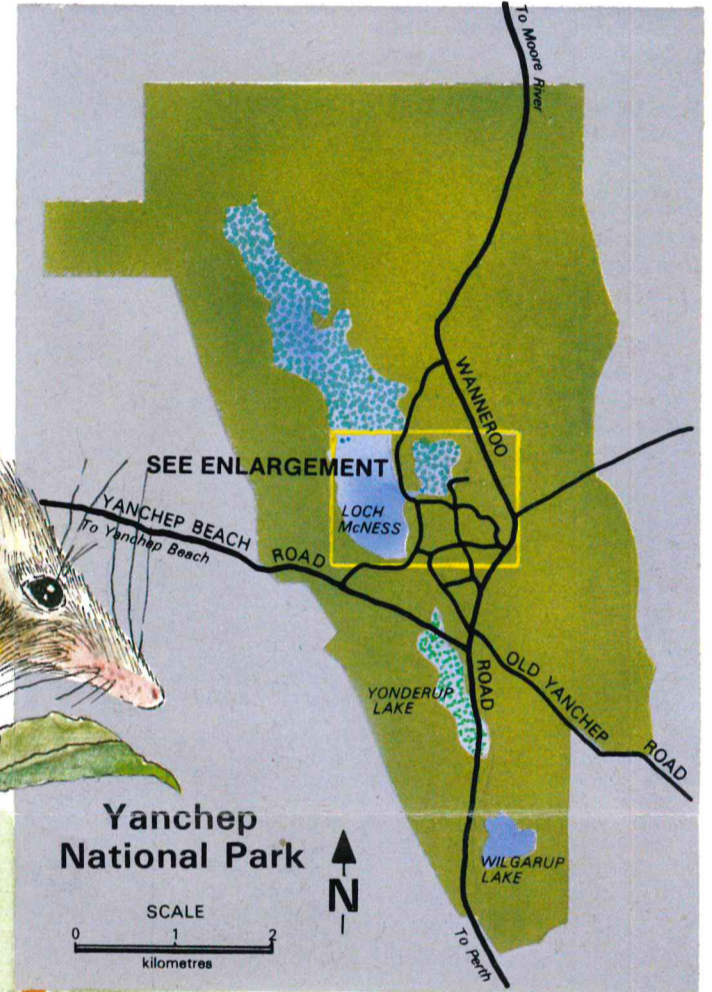 To Moore River
WANNEROO
SEE ENLARGEMENT
LOCH
McNESS
YANCHEP BEACH
ROAD
To Yanchep Beach
YONDERUP
LAKE
ROAD
OLD YANCHEP
ROAD
Yanchep
National Park
N
WILGARUP
LAKE
SCALE
0 1 2
kilometres
To Perth